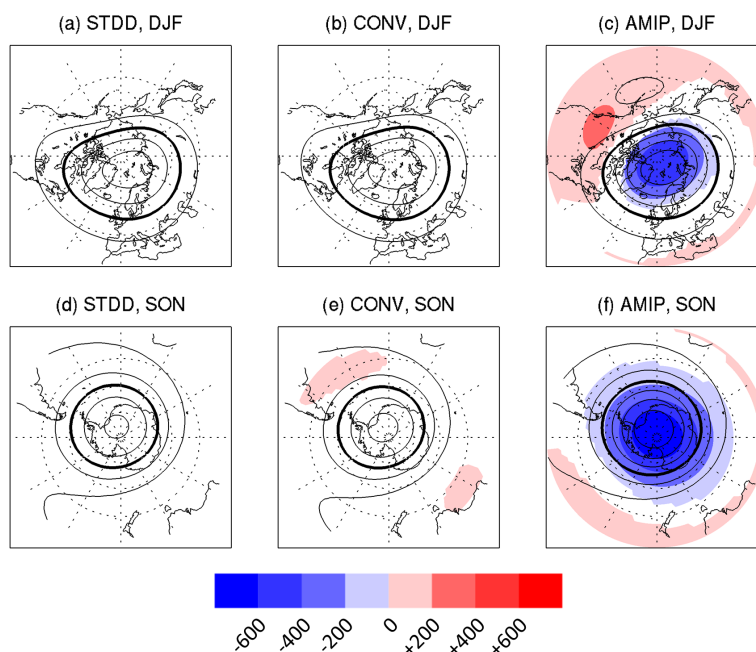 (a) STDD, DJF
(b) CONV, DJF
(c) AMIP, DJF
(d) STDD, SON
(e) CONV, SON
(f) AMIP, SON
-600
-400
-200
0
+200
+400
+600